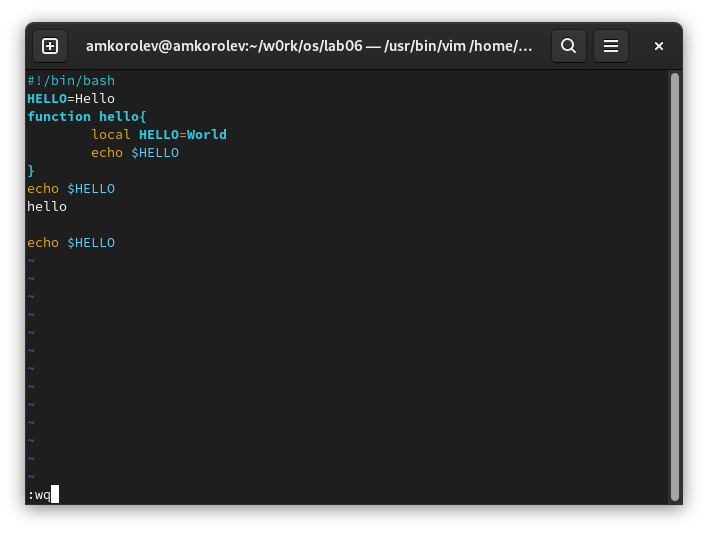 amkorolev@amkorolev:~/w0rk/os/lab06 — /usr/bin/vim /home/…
#!/bin/bash
HELLO=Hello
function hello{
        local HELLO=World
        echo $HELLO
}
echo $HELLO
hello

echo $HELLO
~
~
~
~
~
~
~
~
~
~
~
~
~
:wq